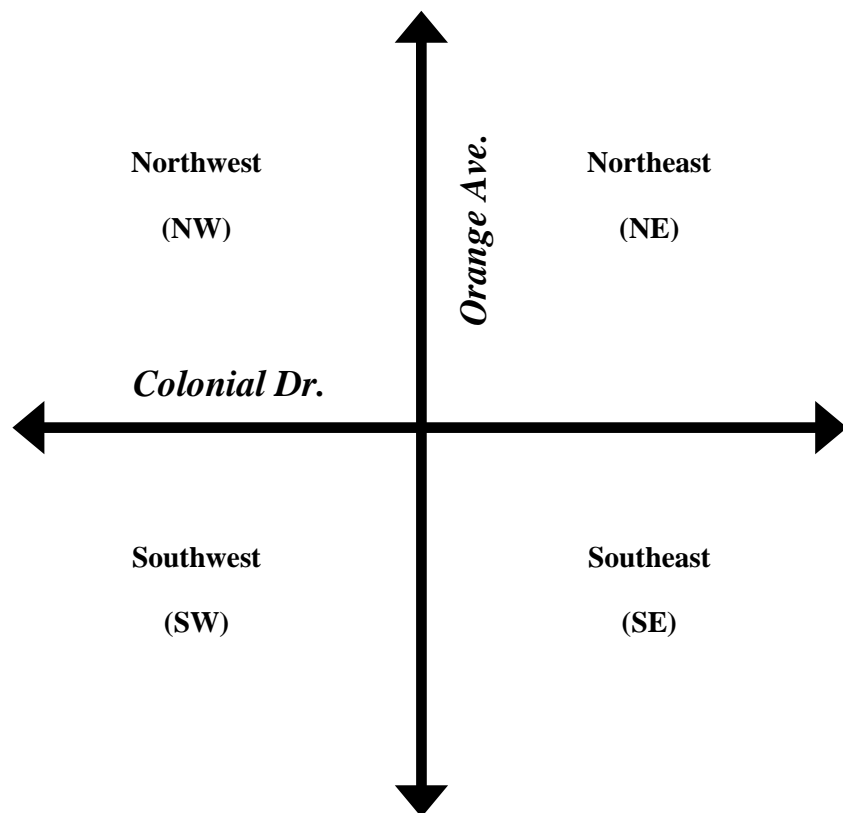 Northwest
(NW)
Orange Ave.
Northeast
(NE)
Colonial Dr.
Southwest
(SW)
Southeast
(SE)